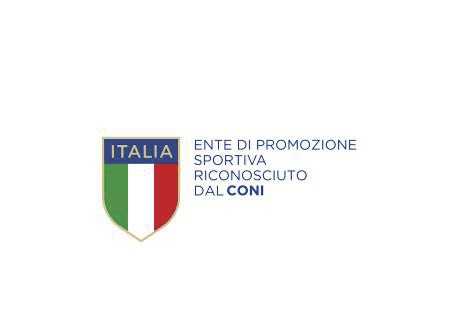 ITALIA
ENTE DI PROMOZIONE
SPORTIVA
RICONOSCIUTO
DAL CONI